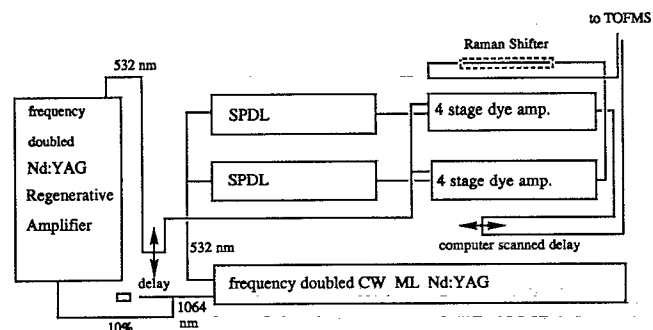 to TOFMS
Raman Shifter
532 nm
frequency
doubled
Nd:YAG
Regenerative
Amplifier
SPDL
4 stage dye amp.
SPDL
4 stage dye amp.
computer scanned delay
532 nm
delay
frequency doubled CW ML Nd:YAG
1064
nm
10%